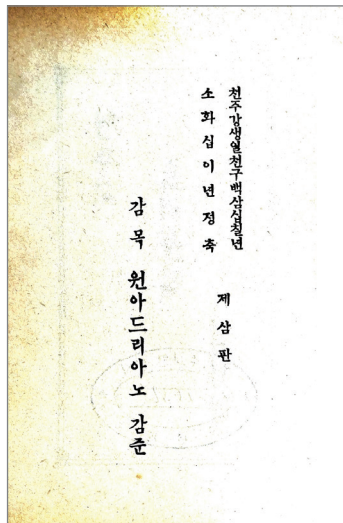 천주강생일천구백삼십칠년
소화십이년정축
제삼판
감목 원아드리아노 감준